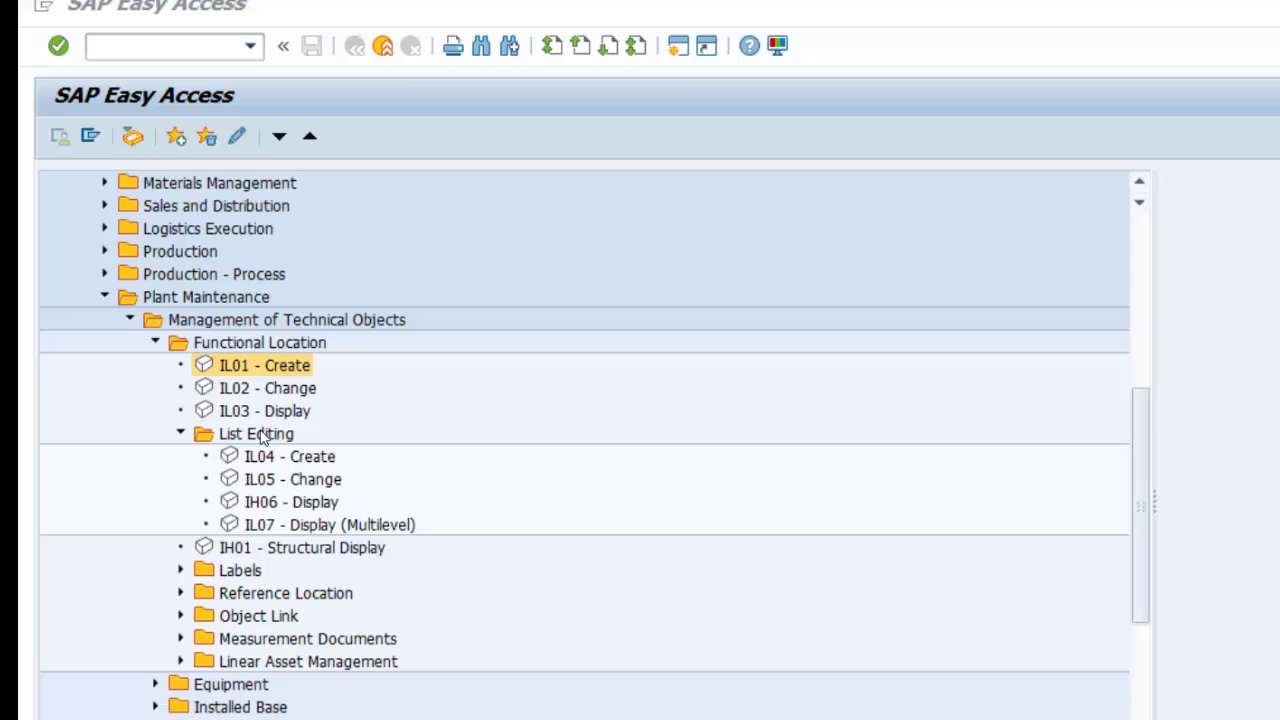 SAP Easy Access
SAP Easy Access
Materials Management
Sales and Distribution
Logistics Execution
Production
Production - Process
Plant Maintenance
Management of Technical Objects
Functional Location
IL01 - Create
IL02 - Change
IL03 - Display
List Editing
IL04 - Create
IL05 - Change
IH06 - Display
IL07 - Display (Multilevel)
IH01 - Structural Display
Labels
Reference Location
Object Link
Measurement Documents
Linear Asset Management
Equipment
Installed Base